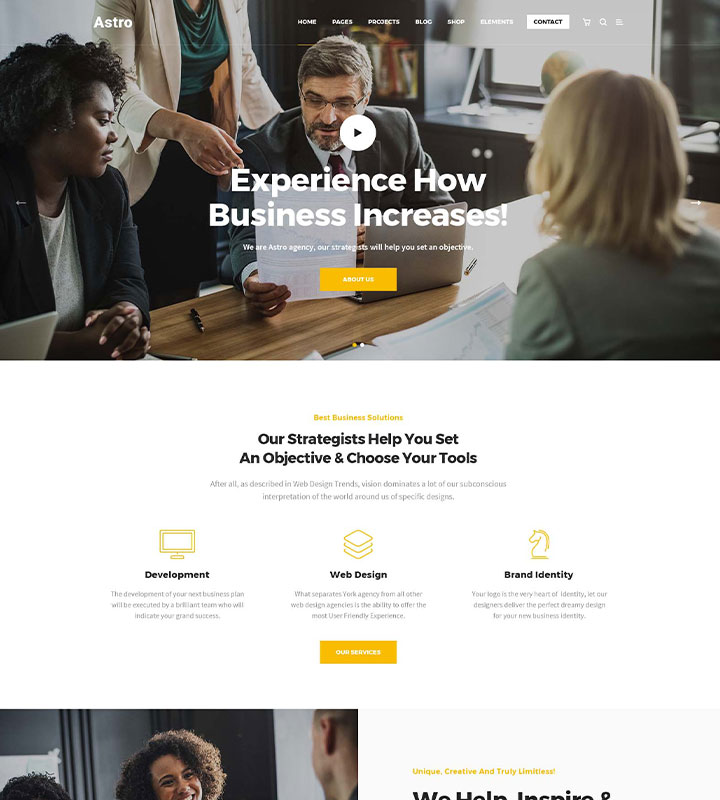 Astro
HOME PAGES PROJECTS BLOG SHOP ELEMENTS CONTACT
Experience How
Business Increases!
We are Astro agency, our strategists will help you set an objective.
ABOUT US
Best Business Solutions
Our Strategists Help You Set
An Objective & Choose Your Tools
After all, as described in Web Design Trends, vision dominates a lot of our subconscious
interpretation of the world around us of specific designs.
Development
The development of your next business plan
will be executed by a brilliant team who will
indicate your grand success.
Web Design
What separates York agency from all other
web design agencies is the ability to offer the
most User Friendly Experience.
Brand Identity
Your logo is the very heart of identity, let our
designers deliver the perfect dreamy design
for your new business identity.
OUR SERVICES
Unique, Creative And Truly Limitless!
We Help, Inspire &